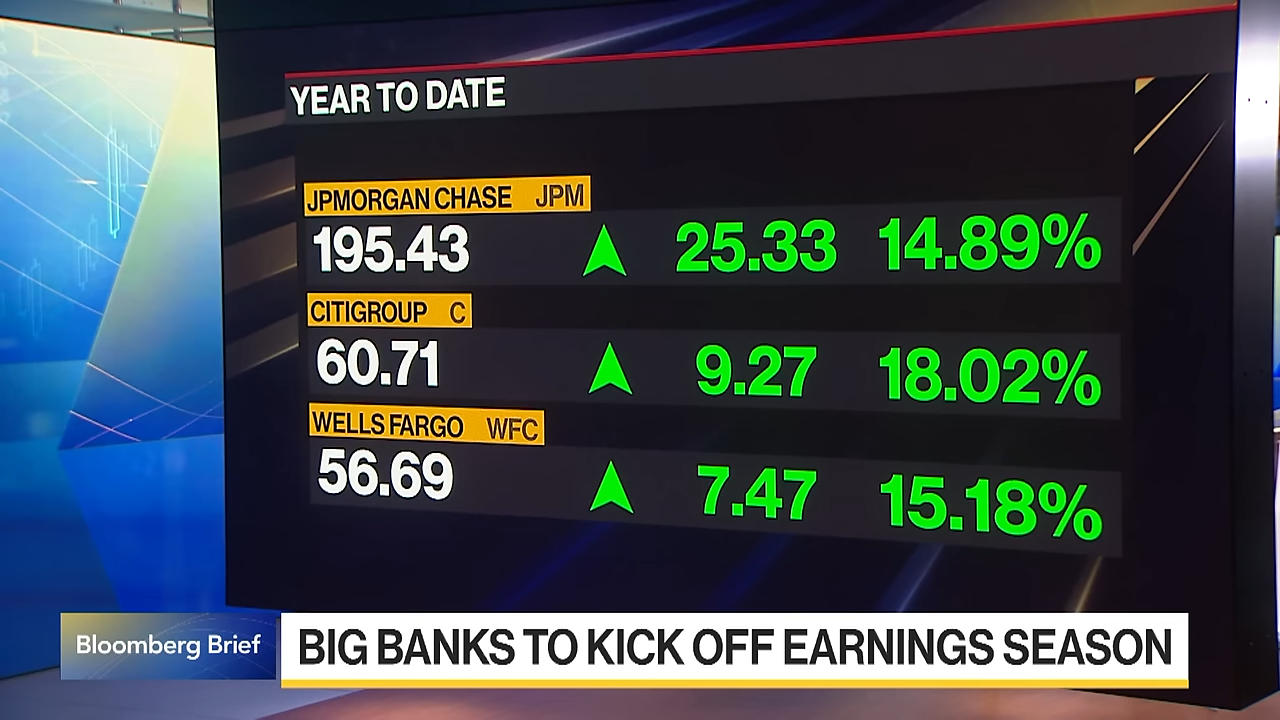 YEAR TO DATE
JPMORGAN CHASE JPM
195.43 25.33 14.89%
CITIGROUP C
60.71 9.27 18.02%
WELLS FARGO WFC
56.69 7.47 15.18%
Bloomberg Brief
BIG BANKS TO KICK OFF EARNINGS SEASON